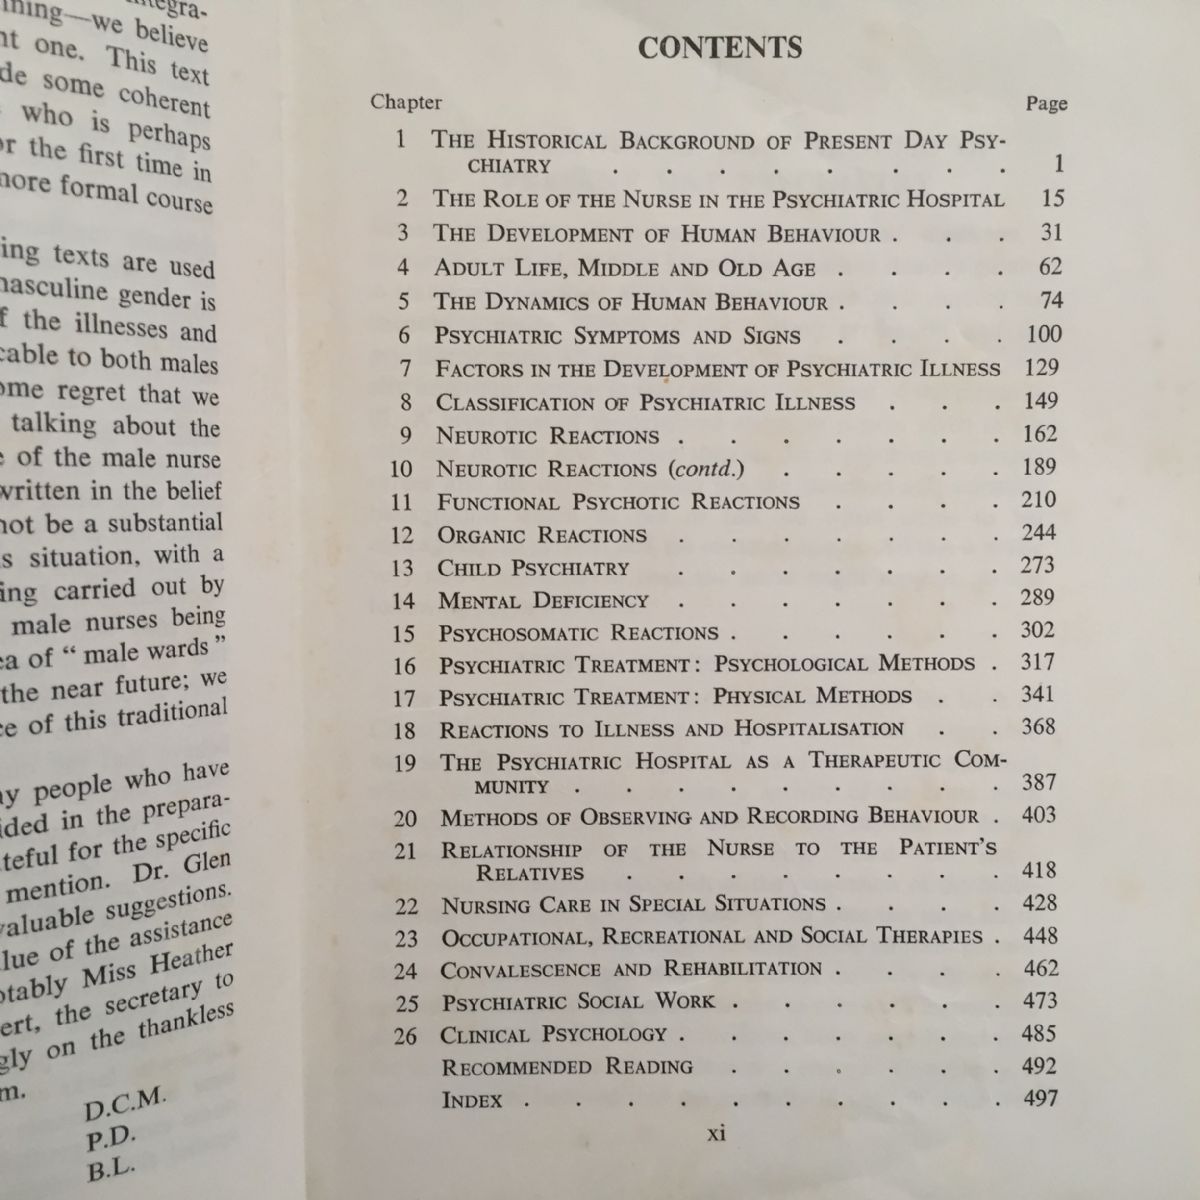 ning—we believe
nt one. This text
de some coherent
who is perhaps
or the first time in
more formal course
ing texts are used
masculine gender is
f the illnesses and
cable to both males
ome regret that we
talking about the
e of the male nurse
written in the belief
not be a substantial
s situation, with a
ing carried out by
male nurses being
ea of “ male wards ”
the near future; we
ce of this traditional
ny people who have
ided in the prepara-
teful for the specific
mention. Dr. Glen
valuable suggestions.
lue of the assistance
otably Miss Heather
ert, the secretary to
gly on the thankless
m.
D.C.M.
P.D.
B.L.
CONTENTS
Chapter Page
1 THE HISTORICAL BACKGROUND OF PRESENT DAY PSY-
CHIATRY . . . . . . . . 1
2 THE ROLE OF THE NURSE IN THE PSYCHIATRIC HOSPITAL 15
3 THE DEVELOPMENT OF HUMAN BEHAVIOUR . . . 31
4 ADULT LIFE, MIDDLE AND OLD AGE . . . . 62
5 THE DYNAMICS OF HUMAN BEHAVIOUR . . . . 74
6 PSYCHIATRIC SYMPTOMS AND SIGNS . . . . 100
7 FACTORS IN THE DEVELOPMENT OF PSYCHIATRIC ILLNESS 129
8 CLASSIFICATION OF PSYCHIATRIC ILLNESS . . . 149
9 NEUROTIC REACTIONS . . . . . . . 162
10 NEUROTIC REACTIONS (contd.) . . . . . 189
11 FUNCTIONAL PSYCHOTIC REACTIONS . . . . 210
12 ORGANIC REACTIONS . . . . . . . 244
13 CHILD PSYCHIATRY . . . . . . . 273
14 MENTAL DEFICIENCY . . . . . . . 289
15 PSYCHOSOMATIC REACTIONS . . . . . . 302
16 PSYCHIATRIC TREATMENT: PSYCHOLOGICAL METHODS . 317
17 PSYCHIATRIC TREATMENT: PHYSICAL METHODS . . 341
18 REACTIONS TO ILLNESS AND HOSPITALISATION . . 368
19 THE PSYCHIATRIC HOSPITAL AS A THERAPEUTIC COM-
MUNITY . . . . . . . . . 387
20 METHODS OF OBSERVING AND RECORDING BEHAVIOUR . 403
21 RELATIONSHIP OF THE NURSE TO THE PATIENT'S
RELATIVES . . . . . . . . 418
22 NURSING CARE IN SPECIAL SITUATIONS . . . . 428
23 OCCUPATIONAL, RECREATIONAL AND SOCIAL THERAPIES . 448
24 CONVALESCENCE AND REHABILITATION . . . . 462
25 PSYCHIATRIC SOCIAL WORK . . . . . . 473
26 CLINICAL PSYCHOLOGY . . . . . . . 485
RECOMMENDED READING . . . . . . 492
INDEX . . . . . . . . . . 497
xi